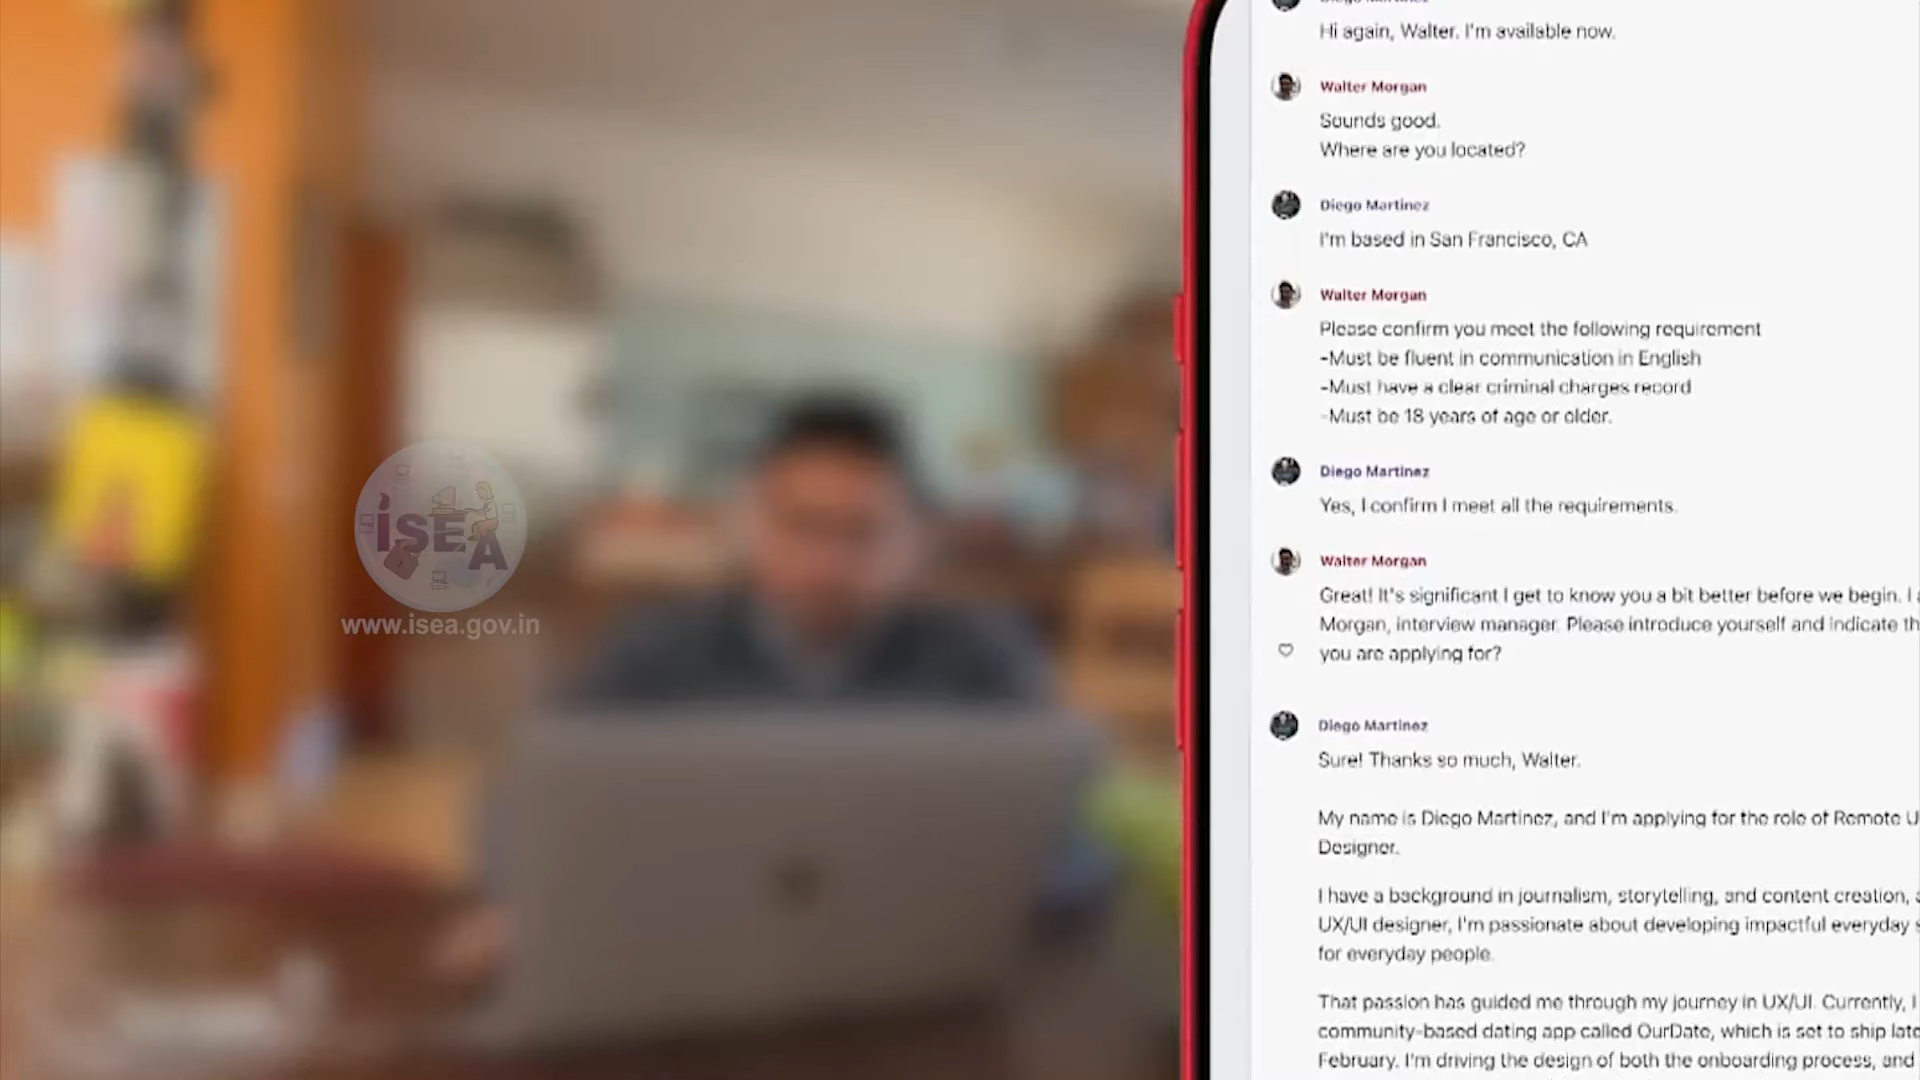 Hi again, Walter. I'm available now.
Walter Morgan
Sounds good.
Where are you located?
Diego Martinez
I'm based in San Francisco, CA
Walter Morgan
Please confirm you meet the following requirement
-Must be fluent in communication in English
-Must have a clear criminal charges record
-Must be 18 years of age or older.
Diego Martinez
Yes, I confirm I meet all the requirements.
Walter Morgan
Great! It's significant I get to know you a bit better before we begin. I
Morgan, interview manager. Please introduce yourself and indicate
you are applying for?
Diego Martinez
Sure! Thanks so much, Walter.
My name is Diego Martinez, and I'm applying for the role of Remote
Designer.
I have a background in journalism, storytelling, and content creation,
UX/UI designer, I'm passionate about developing impactful everyday
for everyday people.
That passion has guided me through my journey in UX/UI. Currently, I
community-based dating app called OurDate, which is set to ship
February. I'm driving the design of both the onboarding process, and
iSEA
www.isea.gov.in